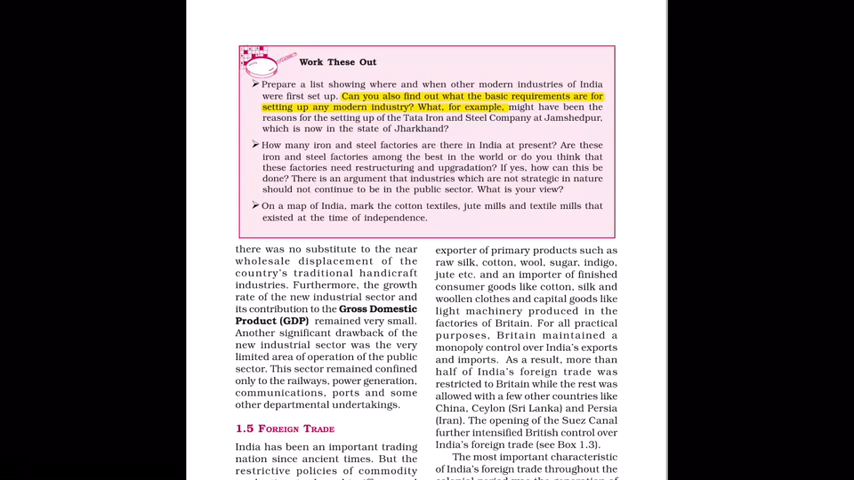 Work These Out
Prepare a list showing where and when other modern industries of India
were first set up. Can you also find out what the basic requirements are for
setting up any modern industry? What, for example, might have been the
reasons for the setting up of the Tata Iron and Steel Company at Jamshedpur,
which is now in the state of Jharkhand?
How many iron and steel factories are there in India at present? Are these
iron and steel factories among the best in the world or do you think that
these factories need restructuring and upgradation? If yes, how can this be
done? There is an argument that industries which are not strategic in nature
should not continue to be in the public sector. What is your view?
On a map of India, mark the cotton textiles, jute mills and textile mills that
existed at the time of independence.
there was no substitute to the near
wholesale displacement of the
country's traditional handicraft
industries. Furthermore, the growth
rate of the new industrial sector and
its contribution to the Gross Domestic
Product (GDP) remained very small.
Another significant drawback of the
new industrial sector was the very
limited area of operation of the public
sector. This sector remained confined
only to the railways, power generation,
communications, ports and some
other departmental undertakings.
1.5 FOREIGN TRADE
India has been an important trading
nation since ancient times. But the
restrictive policies of commodity
exporter of primary products such as
raw silk, cotton, wool, sugar, indigo,
jute etc. and an importer of finished
consumer goods like cotton, silk and
woollen clothes and capital goods like
light machinery produced in the
factories of Britain. For all practical
purposes, Britain maintained a
monopoly control over India's exports
and imports. As a result, more than
half of India's foreign trade was
restricted to Britain while the rest was
allowed with a few other countries like
China, Ceylon (Sri Lanka) and Persia
(Iran). The opening of the Suez Canal
further intensified British control over
India's foreign trade (see Box 1.3).
The most important characteristic
of India's foreign trade throughout the